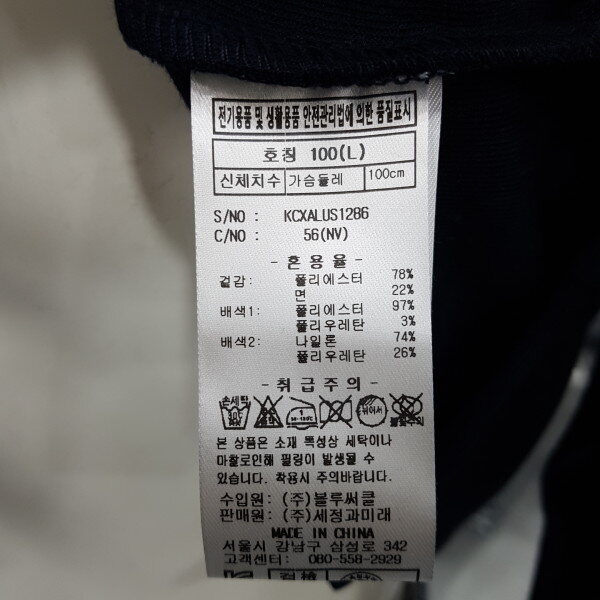 전기용품 및 생활용품 안전관리법에 의한 품질표시
호칭 100(L)
신체치수 가슴둘레 100cm
S/NO : KCXALUS1286
C/NO : 56(NV)
- 혼 용 율 -
겉감: 폴리에스터 78%
면 22%
배색1: 폴리에스터 97%
폴리우레탄 3%
배색2: 나일론 74%
폴리우레탄 26%
- 취 급 주 의 -
손세탁
본 상품은 소재 특성상 세탁이나
마찰로인해 필링이 발생될 수
있습니다. 착용시 주의바랍니다.
수입원: (주)블루써클
판매원: (주)세정과미래
MADE IN CHINA
서울시 강남구 삼성로 342
고객센터: 080-558-2929